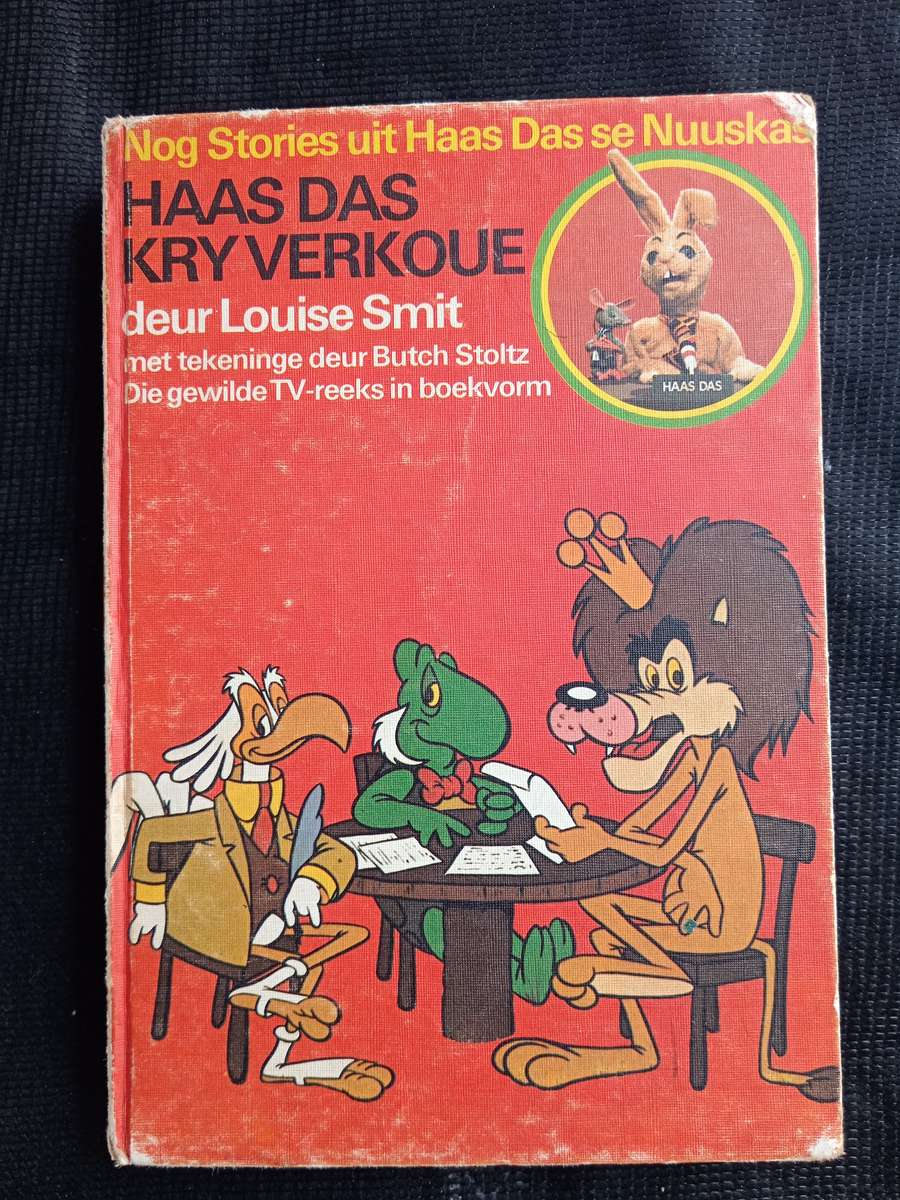 Nog Stories uit Haas Das se Nuuskas
HAAS DAS
KRY VERKOUE
deur Louise Smit
met tekeninge deur Butch Stoltz
Die gewilde TV-reeks in boekvorm
HAAS DAS